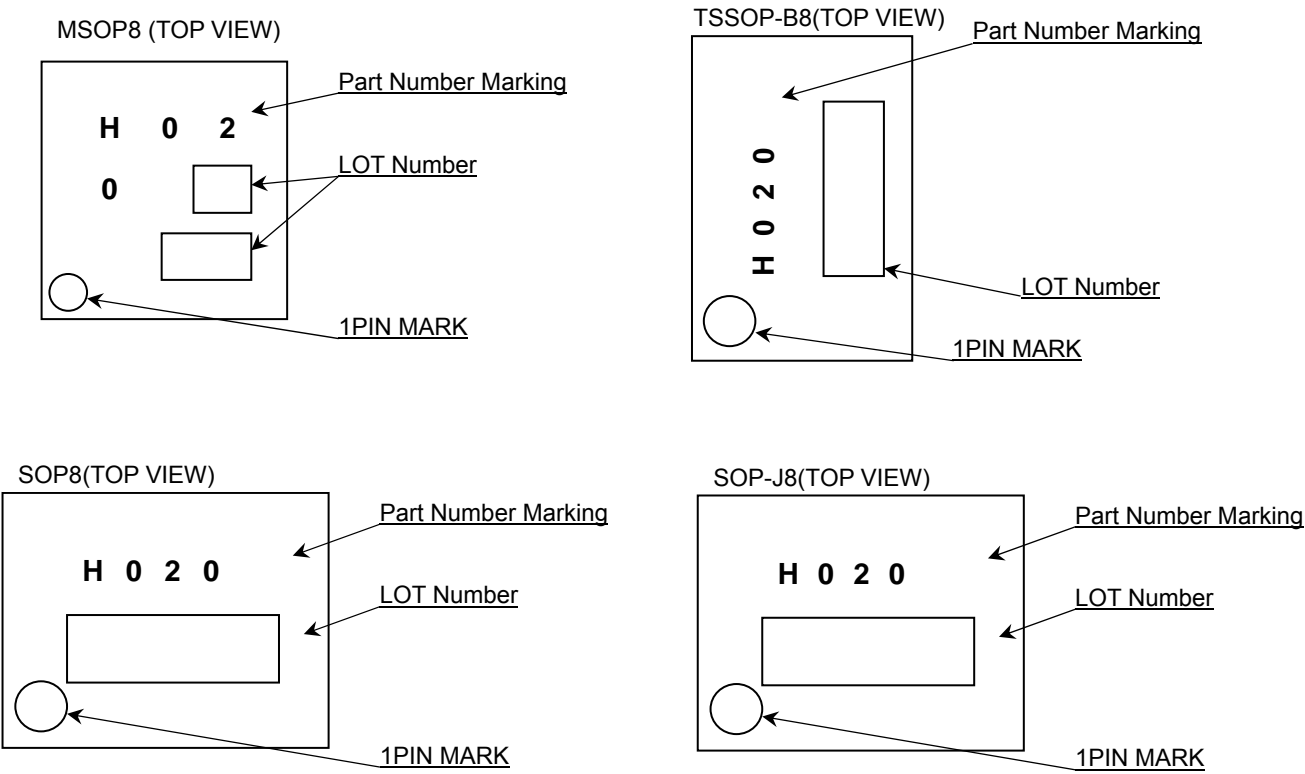 MSOP8 (TOP VIEW)
Part Number Marking
H 0 2
LOT Number
0
1PIN MARK
TSSOP-B8(TOP VIEW)
Part Number Marking
H 0 2 0
LOT Number
1PIN MARK
SOP8(TOP VIEW)
Part Number Marking
H 0 2 0
LOT Number
1PIN MARK
SOP-J8(TOP VIEW)
Part Number Marking
H 0 2 0
LOT Number
1PIN MARK